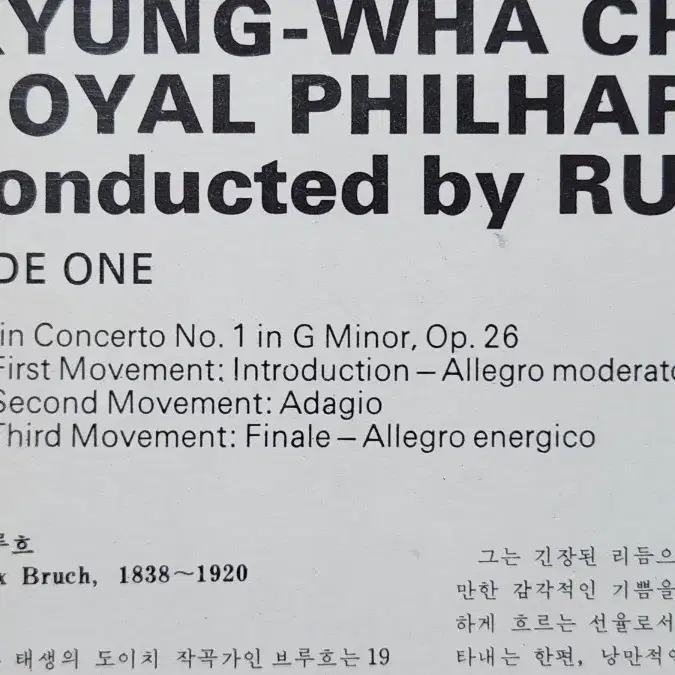 KYUNG-WHA CH
OYAL PHILHAR
onducted by RU
DE ONE
in Concerto No. 1 in G Minor, Op. 26
First Movement: Introduction – Allegro moderato
Second Movement: Adagio
Third Movement: Finale – Allegro energico
루흐
x Bruch, 1838~1920
태생의 도이치 작곡가인 브루흐는 19
그는 긴장된 리듬으
만한 감각적인 기쁨을
하게 흐르는 선율로서
타내는 한편, 낭만적인